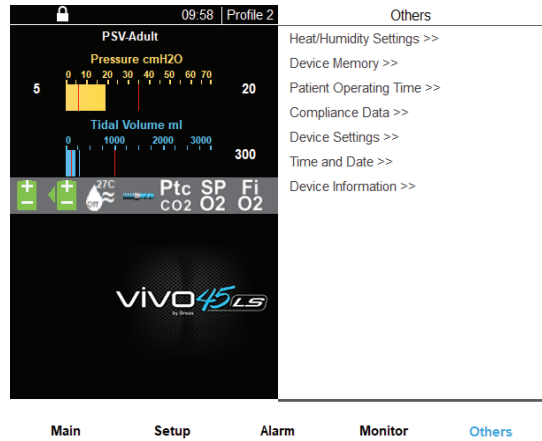 09:58 Profile 2
PSV-Adult
Pressure cmH2O
0 10 20 30 40 50 60 70
5 20
Tidal Volume ml
0 1000 2000 3000
300
27C
Off
Ptc CO2
SP O2
Fi O2
vivo 45 LS
by Breas
Others
Heat/Humidity Settings >>
Device Memory >>
Patient Operating Time >>
Compliance Data >>
Device Settings >>
Time and Date >>
Device Information >>
Main Setup Alarm Monitor Others